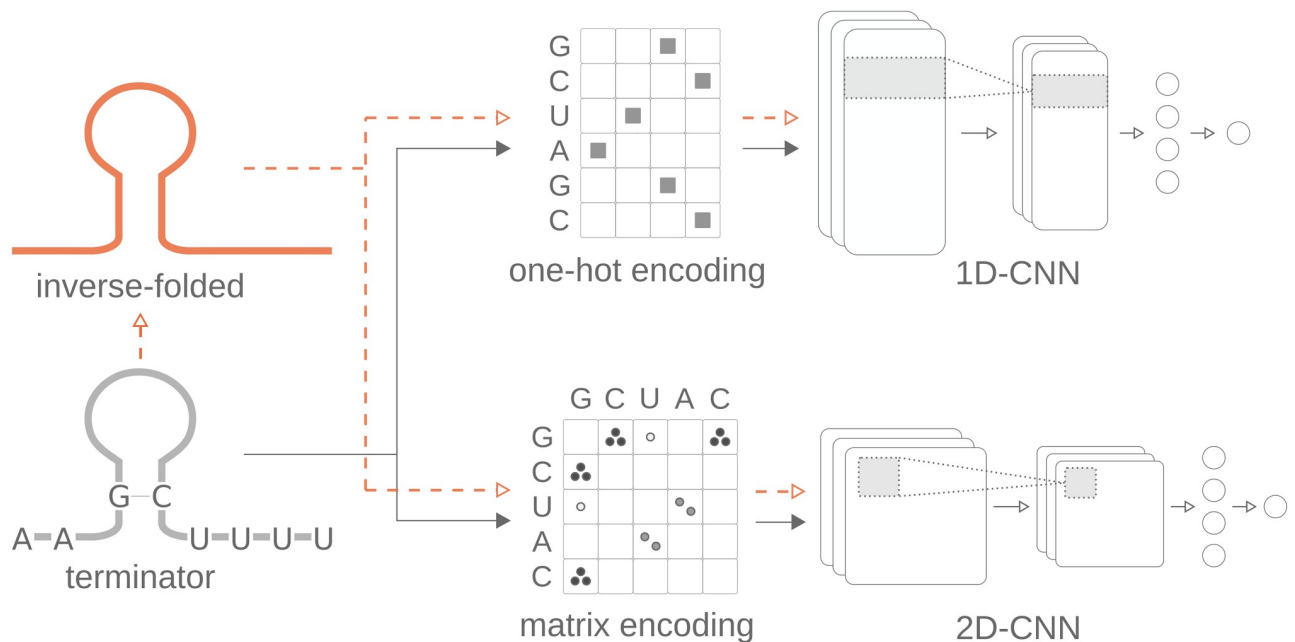 G
C
U
A
G
C
one-hot encoding
1D-CNN
inverse-folded
G C
A A U U U U
terminator
G C U A C
G
C
U
A
C
matrix encoding
2D-CNN